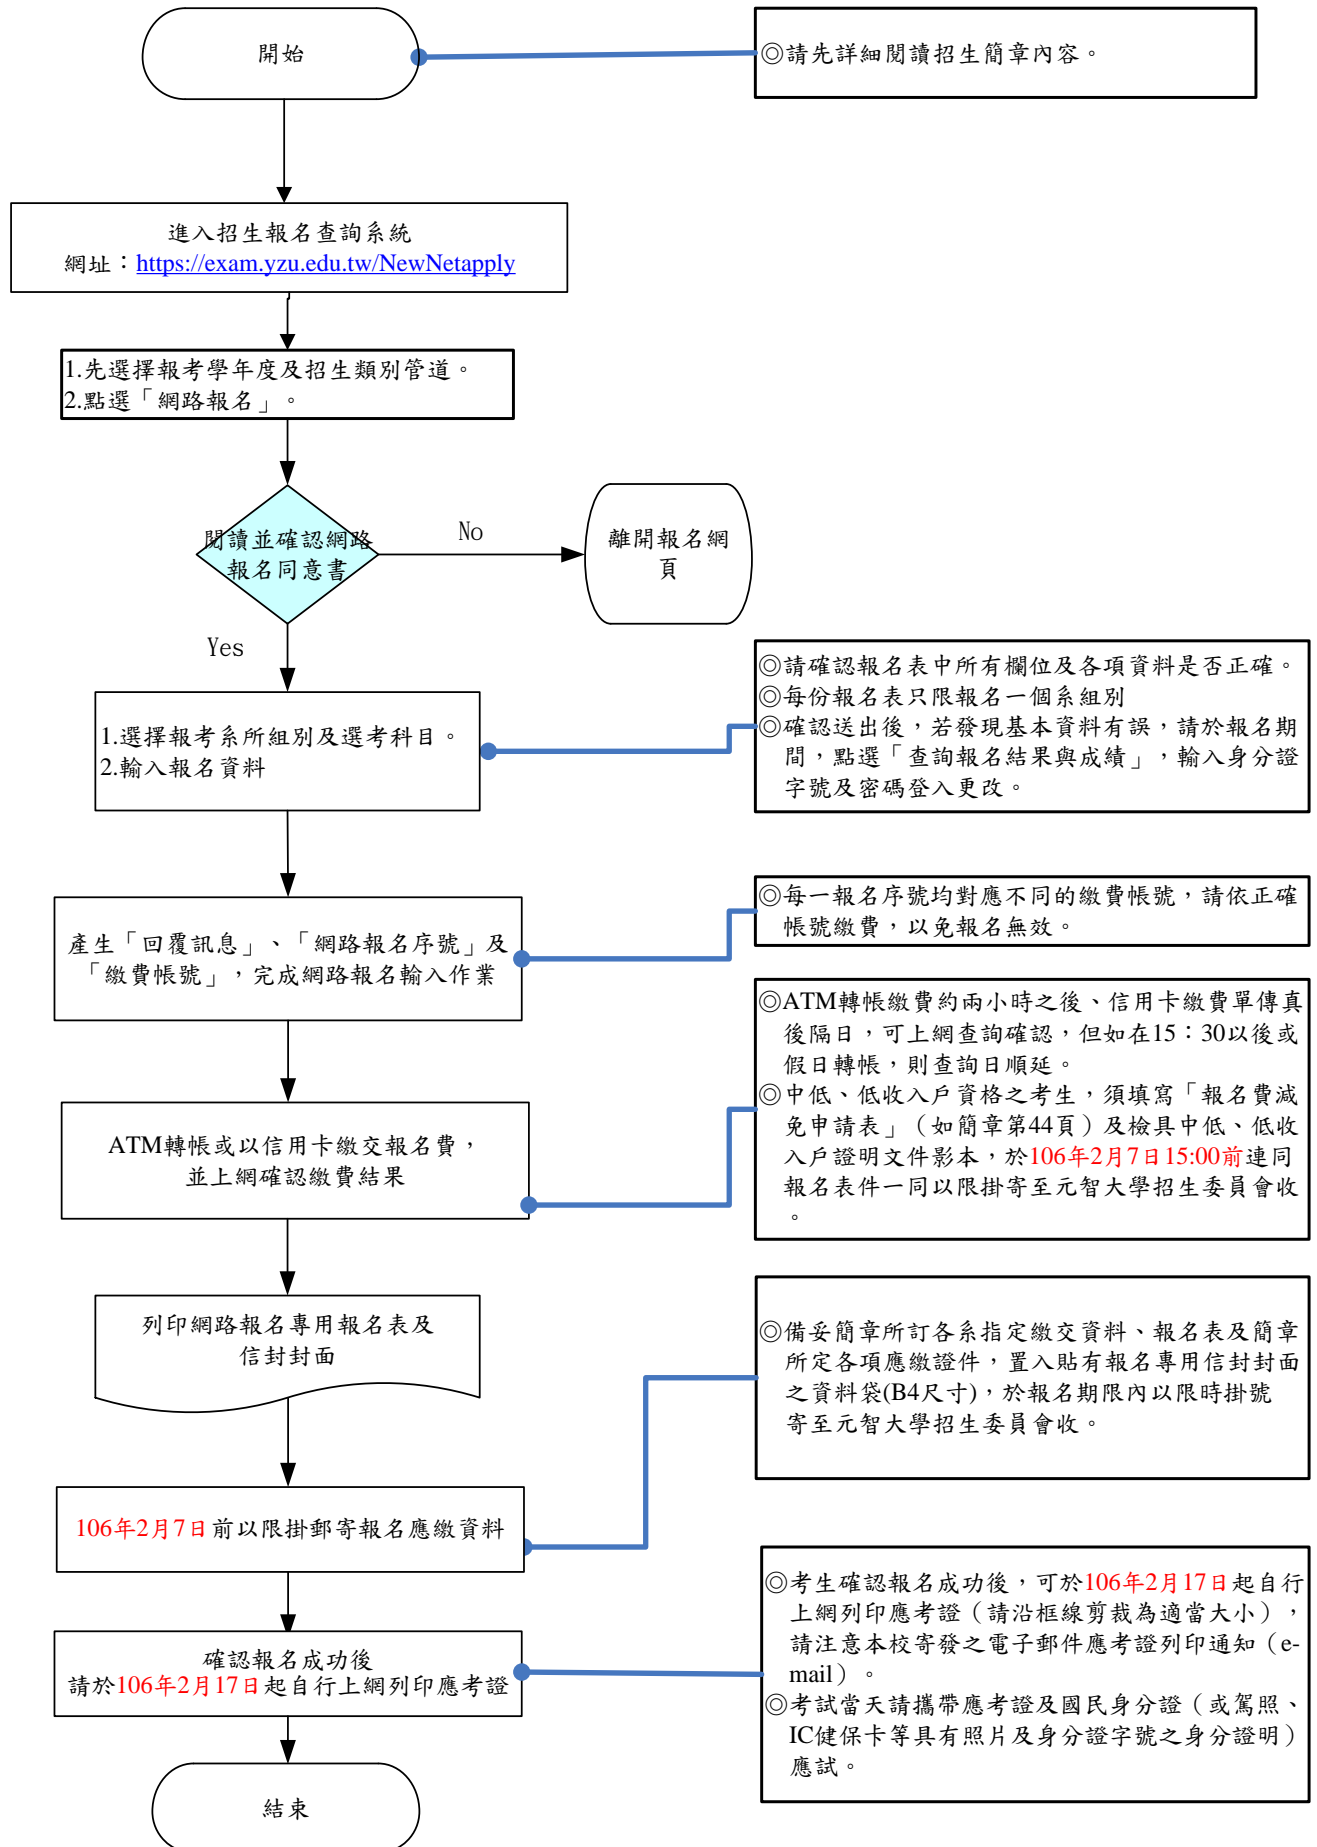 開始
◎請先詳細閱讀招生簡章內容。
進入招生報名查詢系統
網址：https://exam.yzu.edu.tw/NewNetapply
1.先選擇報考學年度及招生類別管道。
2.點選「網路報名」。
閱讀並確認網路
報名同意書
No
離開報名網
頁
Yes
1.選擇報考系所組別及選考科目。
2.輸入報名資料
◎請確認報名表中所有欄位及各項資料是否正確。
◎每份報名表只限報名一個系組別
◎確認送出後，若發現基本資料有誤，請於報名期
間，點選「查詢報名結果與成績」，輸入身分證
字號及密碼登入更改。
產生「回覆訊息」、「網路報名序號」及
「繳費帳號」，完成網路報名輸入作業
◎每一報名序號均對應不同的繳費帳號，請依正確
帳號繳費，以免報名無效。
ATM轉帳或以信用卡繳交報名費，
並上網確認繳費結果
◎ATM轉帳繳費約兩小時之後、信用卡繳費單傳真
後隔日，可上網查詢確認，但如在15：30以後或
假日轉帳，則查詢日順延。
◎中低、低收入戶資格之考生，須填寫「報名費減
免申請表」（如簡章第44頁）及檢具中低、低收
入戶證明文件影本，於106年2月7日15:00前連同
報名表件一同以限掛寄至元智大學招生委員會收
。
列印網路報名專用報名表及
信封封面
◎備妥簡章所訂各系指定繳交資料、報名表及簡章
所定各項應繳證件，置入貼有報名專用信封封面
之資料袋(B4尺寸)，於報名期限內以限時掛號
寄至元智大學招生委員會收。
106年2月7日前以限掛郵寄報名應繳資料
確認報名成功後
請於106年2月17日起自行上網列印應考證
◎考生確認報名成功後，可於106年2月17日起自行
上網列印應考證（請沿框線剪裁為適當大小），
請注意本校寄發之電子郵件應考證列印通知（e-
mail）。
◎考試當天請攜帶應考證及國民身分證（或駕照、
IC健保卡等具有照片及身分證字號之身分證明）
應試。
結束